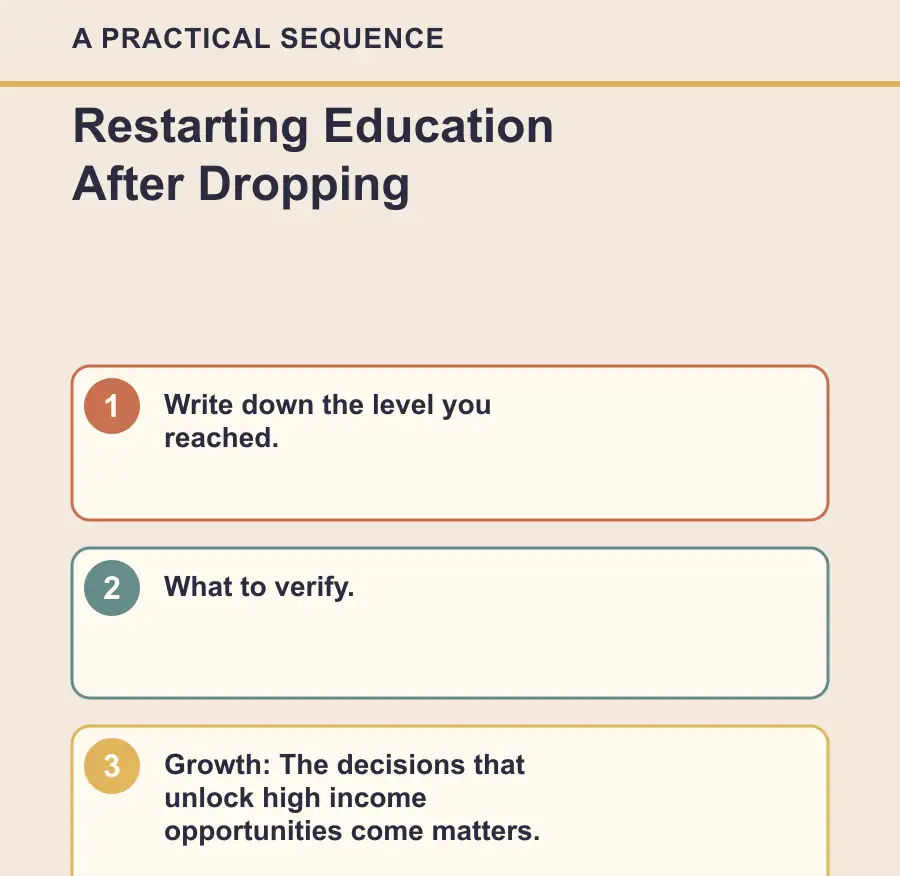 A PRACTICAL SEQUENCE
Restarting Education
After Dropping
1
Write down the level you
reached.
2
What to verify.
3
Growth: The decisions that
unlock high income
opportunities come matters.